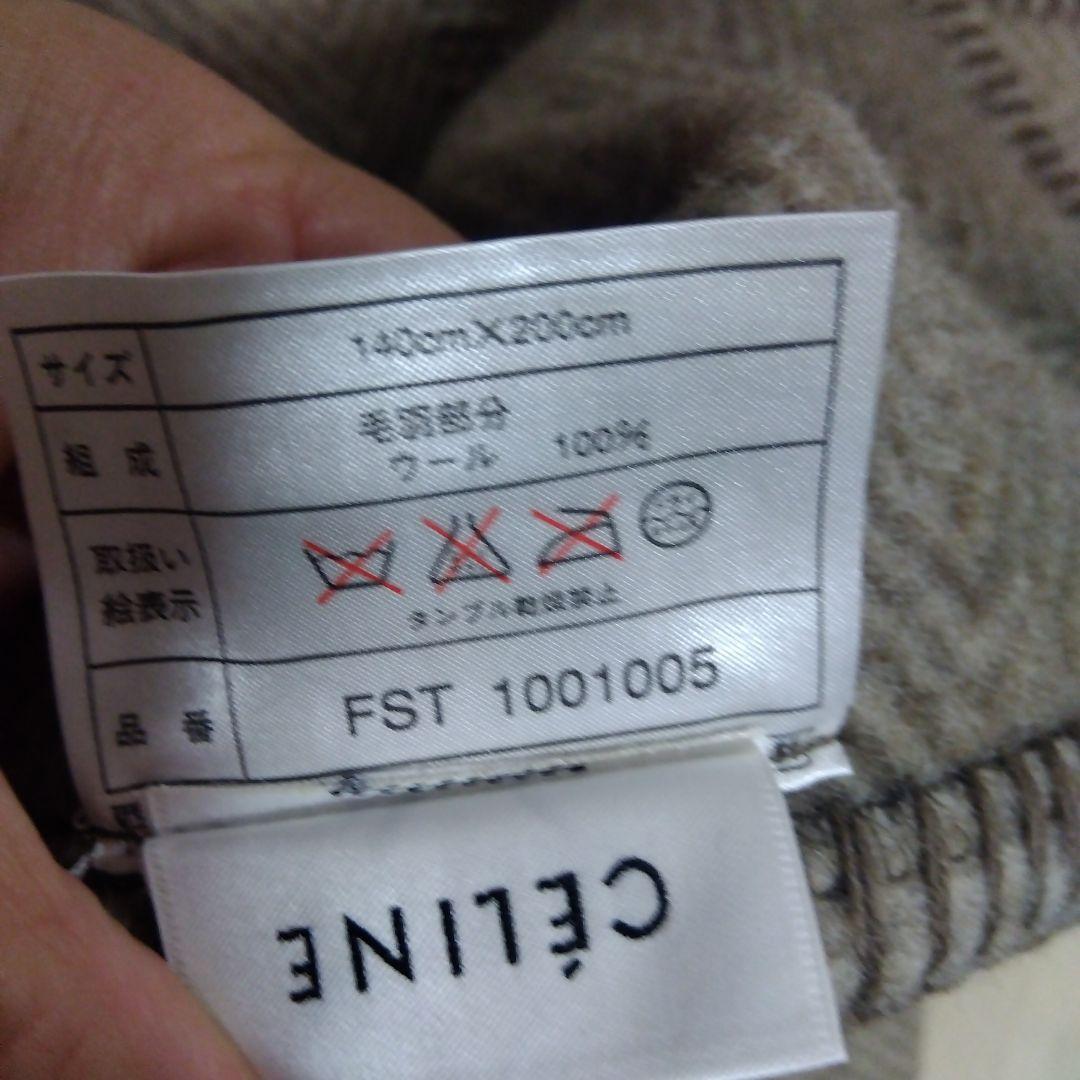 サイズ 140cm×200cm
組成 毛羽部分
ウール 100%
取扱い
絵表示
タンブル乾燥禁止
品番 FST 1001005
CÉLINE